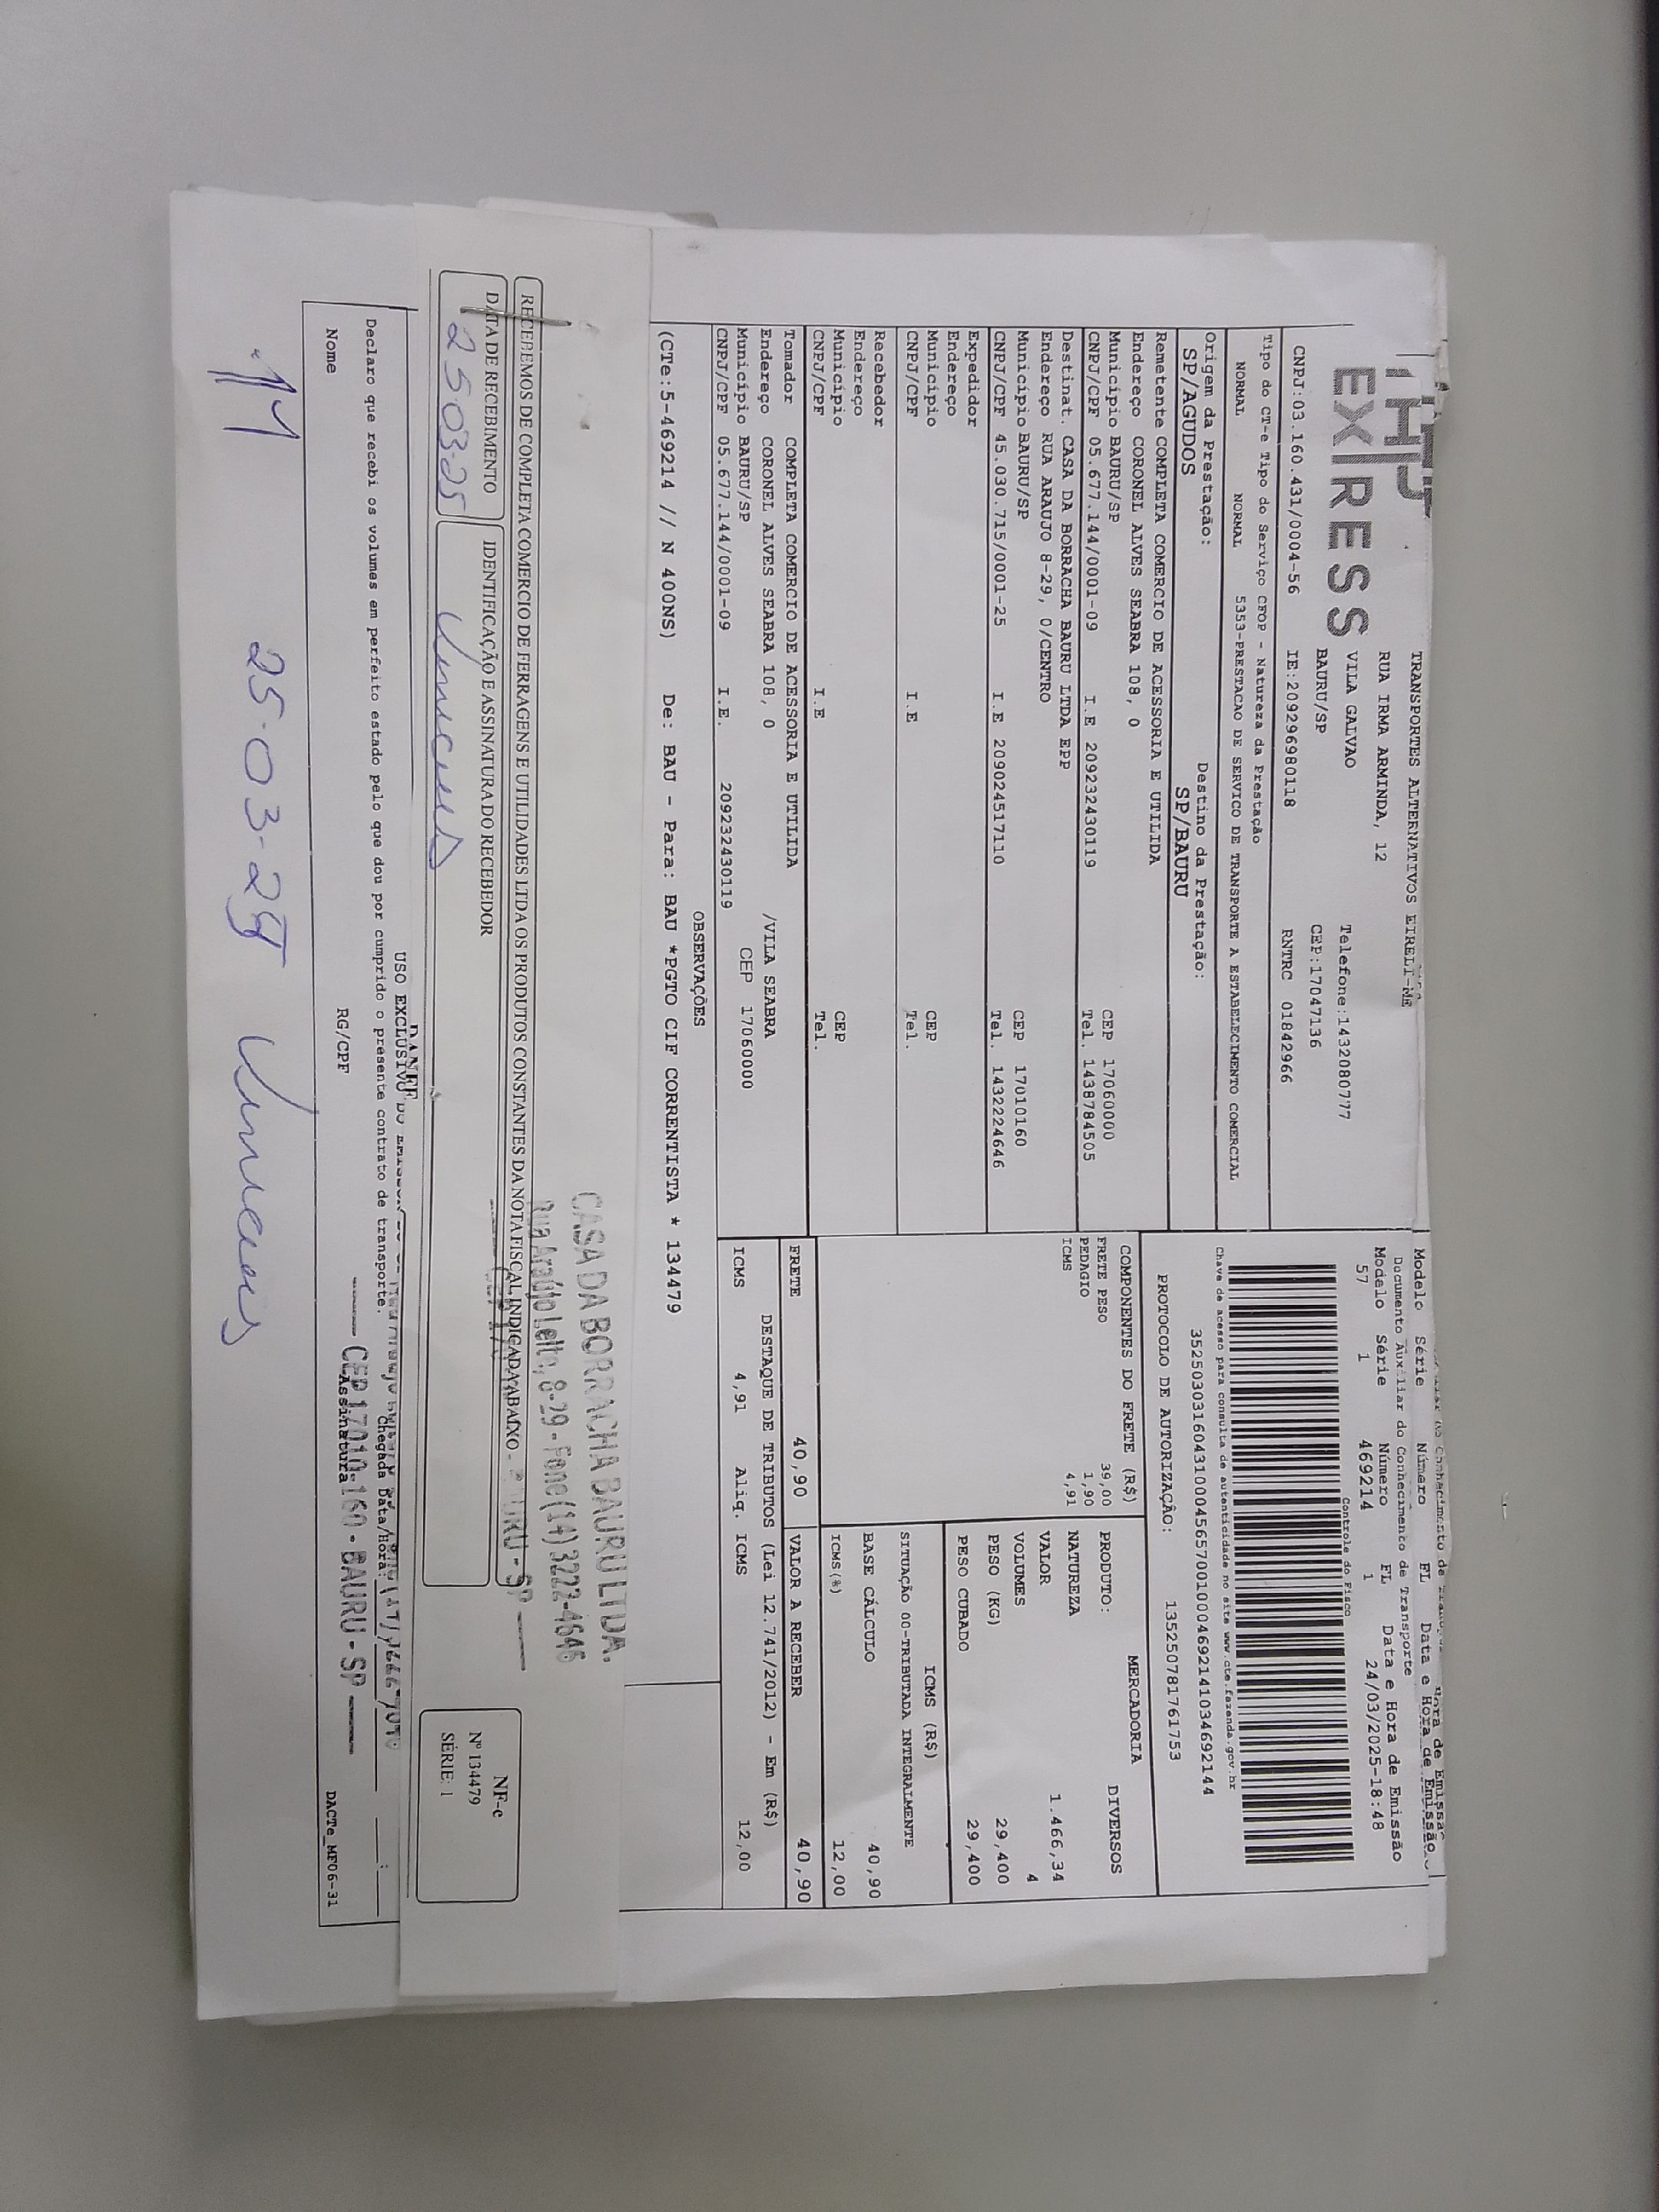 EXPRESS
TRANSPORTES ALTERNATIVOS EIRELI-ME
RUA IRMA ARMINDA, 12
VILA GALVAO Telefone:1432080777
BAURU/SP CEP:17047136
CNPJ:03.160.431/0004-56 IE:209296980118 RNTRC 01842966
Modelo Série Número FL Data e Hora de Emissão
Documento Auxiliar do Conhecimento de Transporte
Modelo Série Número FL Data e Hora de Emissão
57 1 469214 1 24/03/2025-18:48
Controle do Fisco
Chave de acesso para consulta de autenticidade no site www.cte.fazenda.gov.br
35250303160431000456570010004692141034692144
PROTOCOLO DE AUTORIZAÇÃO: 135250781761753
Tipo do CT-e Tipo do Serviço CFOP - Natureza da Prestação
NORMAL NORMAL 5353-PRESTACAO DE SERVICO DE TRANSPORTE A ESTABELECIMENTO COMERCIAL
Origem da Prestação: Destino da Prestação:
SP/AGUDOS SP/BAURU
Remetente COMPLETA COMERCIO DE ACESSORIA E UTILIDA
Endereço CORONEL ALVES SEABRA 108, 0
Município BAURU/SP CEP 17060000
CNPJ/CPF 05.677.144/0001-09 I.E 209232430119 Tel. 1438784505
Destinat. CASA DA BORRACHA BAURU LTDA EPP
Endereço RUA ARAUJO 8-29, 0/CENTRO
Município BAURU/SP CEP 17010160
CNPJ/CPF 45.030.715/0001-25 I.E 209024517110 Tel. 1432224646
Expedidor
Endereço
Município CEP
CNPJ/CPF I.E Tel.
Recebedor
Endereço
Município CEP
CNPJ/CPF I.E Tel.
Tomador COMPLETA COMERCIO DE ACESSORIA E UTILIDA
Endereço CORONEL ALVES SEABRA 108, 0 /VILA SEABRA
Município BAURU/SP CEP 17060000
CNPJ/CPF 05.677.144/0001-09 I.E. 209232430119
COMPONENTES DO FRETE (R$)
FRETE PESO 39,00
PEDAGIO 1,90
ICMS 4,91
MERCADORIA
PRODUTO: DIVERSOS
NATUREZA
VALOR 1.466,34
VOLUMES 4
PESO (KG) 29,400
PESO CUBADO 29,400
ICMS (R$)
SITUAÇÃO 00-TRIBUTADA INTEGRALMENTE
BASE CÁLCULO 40,90
ICMS(%) 12,00
FRETE 40,90 VALOR A RECEBER 40,90
DESTAQUE DE TRIBUTOS (Lei 12.741/2012) - Em (R$)
ICMS 4,91 Aliq. ICMS 12,00
OBSERVAÇÕES
(CTe:5-469214 // N 400NS) De: BAU - Para: BAU *PGTO CIF CORRENTISTA * 134479
CASA DA BORRACHA BAURU LTDA.
Rua Araújo Leite, 8-29 - Fone (14) 3222-4646
RECEBEMOS DE COMPLETA COMERCIO DE FERRAGENS E UTILIDADES LTDA OS PRODUTOS CONSTANTES DA NOTA FISCAL INDICADA ABAIXO
DATA DE RECEBIMENTO IDENTIFICAÇÃO E ASSINATURA DO RECEBEDOR
25 03-25
NF-e
Nº 134479
SÉRIE: 1
DANFE
USO EXCLUSIVO DO
Chegada Data/Hora:
Declaro que recebi os volumes em perfeito estado pelo que dou por cumprido o presente contrato de transporte.
CEP 17010-160 - BAURU - SP
Nome RG/CPF Assinatura
DACTe_MF06-31
25-03-25